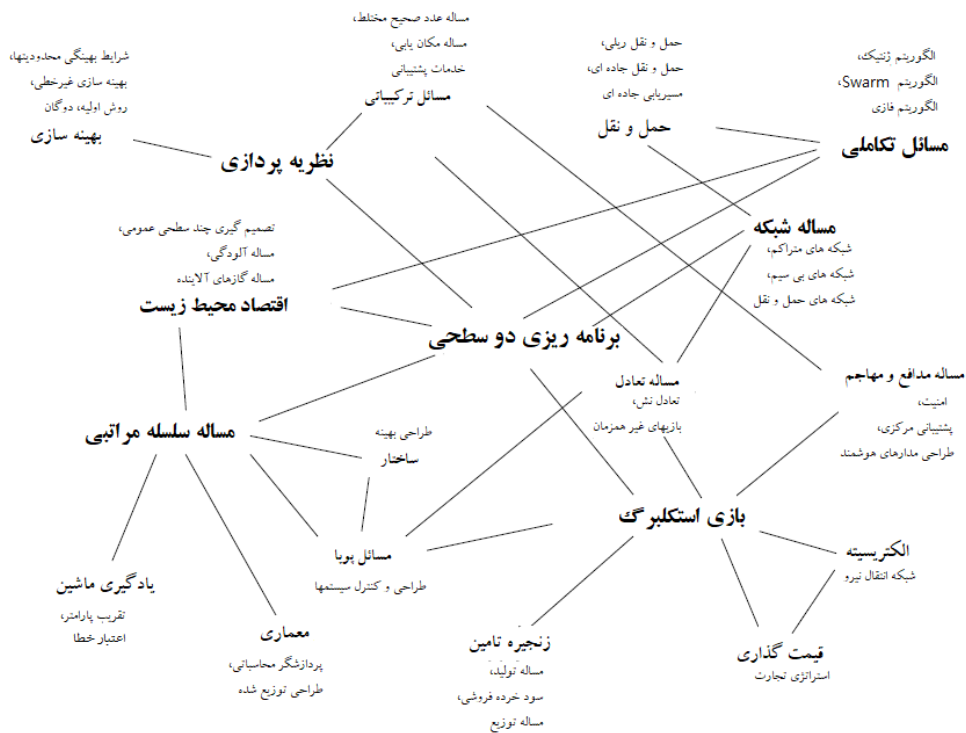 الگوریتم ژنتیک،
الگوریتم Swarm،
الگوریتم فازی
مسائل تکاملی
حمل و نقل ریلی،
حمل و نقل جاده ای،
مسیریابی جاده ای
حمل و نقل
مساله عدد صحیح مختلط،
مساله مکان یابی،
خدمات پشتیبانی
مسائل ترکیباتی
شرایط بهینگی محدودیتها،
بهینه سازی غیرخطی،
روش اولیه، دوگان
بهینه سازی
نظریه پردازی
مساله شبکه
شبکه های متراکم،
شبکه های بی سیم،
شبکه های حمل و نقل
تصمیم گیری چند سطحی عمومی،
مساله آلودگی،
مساله گازهای آلاینده
اقتصاد محیط زیست
برنامه ریزی دو سطحی
مساله مدافع و مهاجم
امنیت،
پشتیبانی مرکزی،
طراحی مدارهای هوشمند
مساله تعادل
تعادل نش،
بازیهای غیر همزمان
مساله سلسله مراتبی
طراحی بهینه
ساختار
بازی استکلبرگ
الکتریسیته
شبکه انتقال نیرو
مسائل پویا
طراحی و کنترل سیستمها
یادگیری ماشین
تقریب پارامتر،
اعتبار خطا
معماری
پردازشگر محاسباتی،
طراحی توزیع شده
زنجیره تامین
مساله تولید،
سود خرده فروشی،
مساله توزیع
قیمت گذاری
استراتژی تجارت